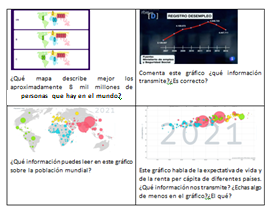 ¿Qué mapa describe mejor los
aproximadamente 8 mil millones de
personas que hay en el mundo?
REGISTRO DESEMPLEO
Comenta este gráfico ¿qué información
transmite?¿Es correcto?
¿Qué información puedes leer en este gráfico
sobre la población mundial?
2021
Este gráfico habla de la expectativa de vida y
de la renta per cápita de diferentes países.
¿Qué información nos transmite? ¿Echas algo
de menos en el gráfico?¿El qué?